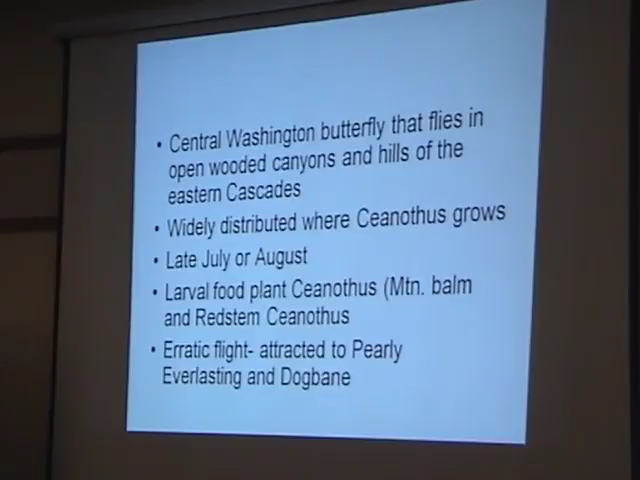 • Central Washington butterfly that flies in
open wooded canyons and hills of the
eastern Cascades
• Widely distributed where Ceanothus grows
• Late July or August
• Larval food plant Ceanothus (Mtn. balm
and Redstem Ceanothus
• Erratic flight- attracted to Pearly
Everlasting and Dogbane